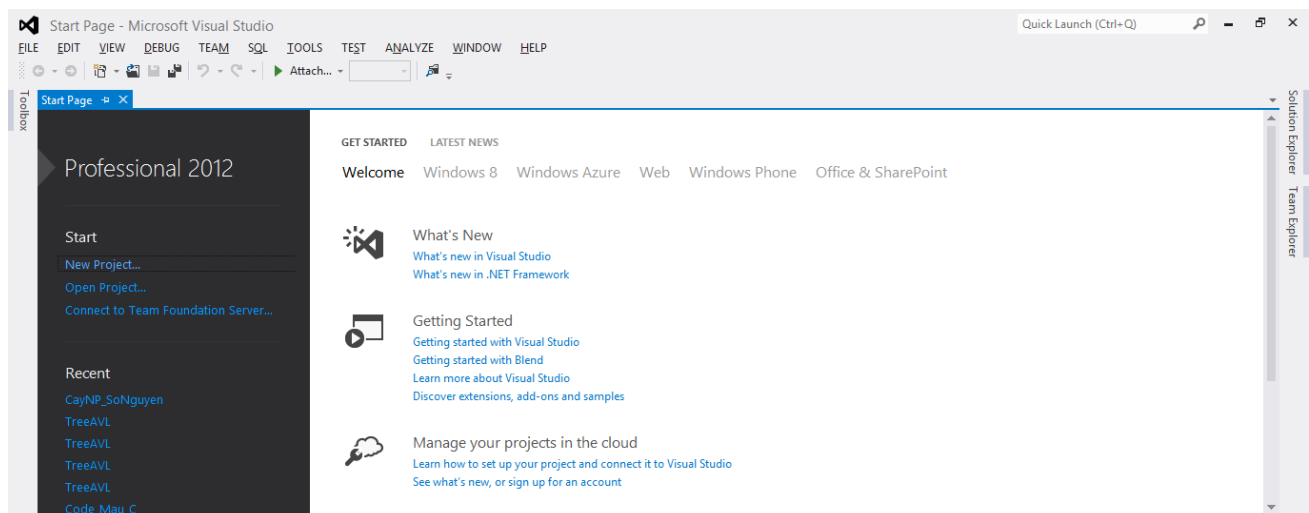 Start Page - Microsoft Visual Studio
Quick Launch (Ctrl+Q)
FILE EDIT VIEW DEBUG TEAM SQL TOOLS TEST ANALYZE WINDOW HELP
Attach...
Toolbox
Start Page
Solution Explorer
Team Explorer
Professional 2012
Start
New Project...
Open Project...
Connect to Team Foundation Server...
Recent
CayNP_SoNguyen
TreeAVL
TreeAVL
TreeAVL
TreeAVL
Code_Mau_C
GET STARTED LATEST NEWS
Welcome Windows 8 Windows Azure Web Windows Phone Office & SharePoint
What's New
What's new in Visual Studio
What's new in .NET Framework
Getting Started
Getting started with Visual Studio
Getting started with Blend
Learn more about Visual Studio
Discover extensions, add-ons and samples
Manage your projects in the cloud
Learn how to set up your project and connect it to Visual Studio
See what's new, or sign up for an account